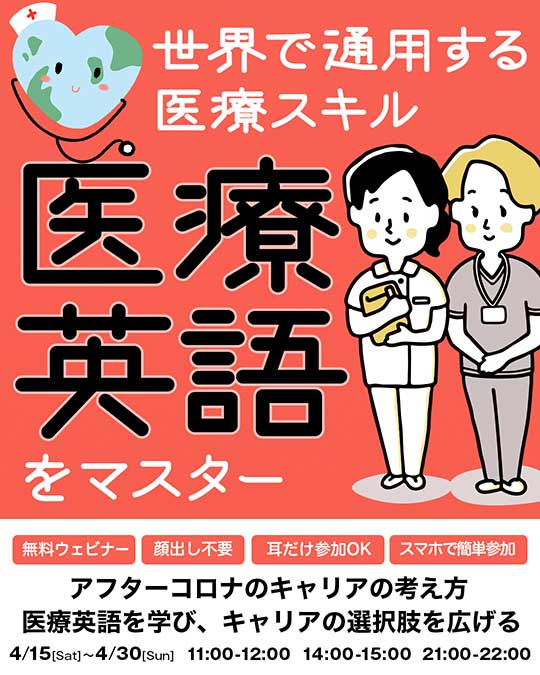 世界で通用する
医療スキル
医療
英語
をマスター
無料ウェビナー 顔出し不要 耳だけ参加OK スマホで簡単参加
アフターコロナのキャリアの考え方
医療英語を学び、キャリアの選択肢を広げる
4/15[Sat]~4/30[Sun] 11:00-12:00 14:00-15:00 21:00-22:00